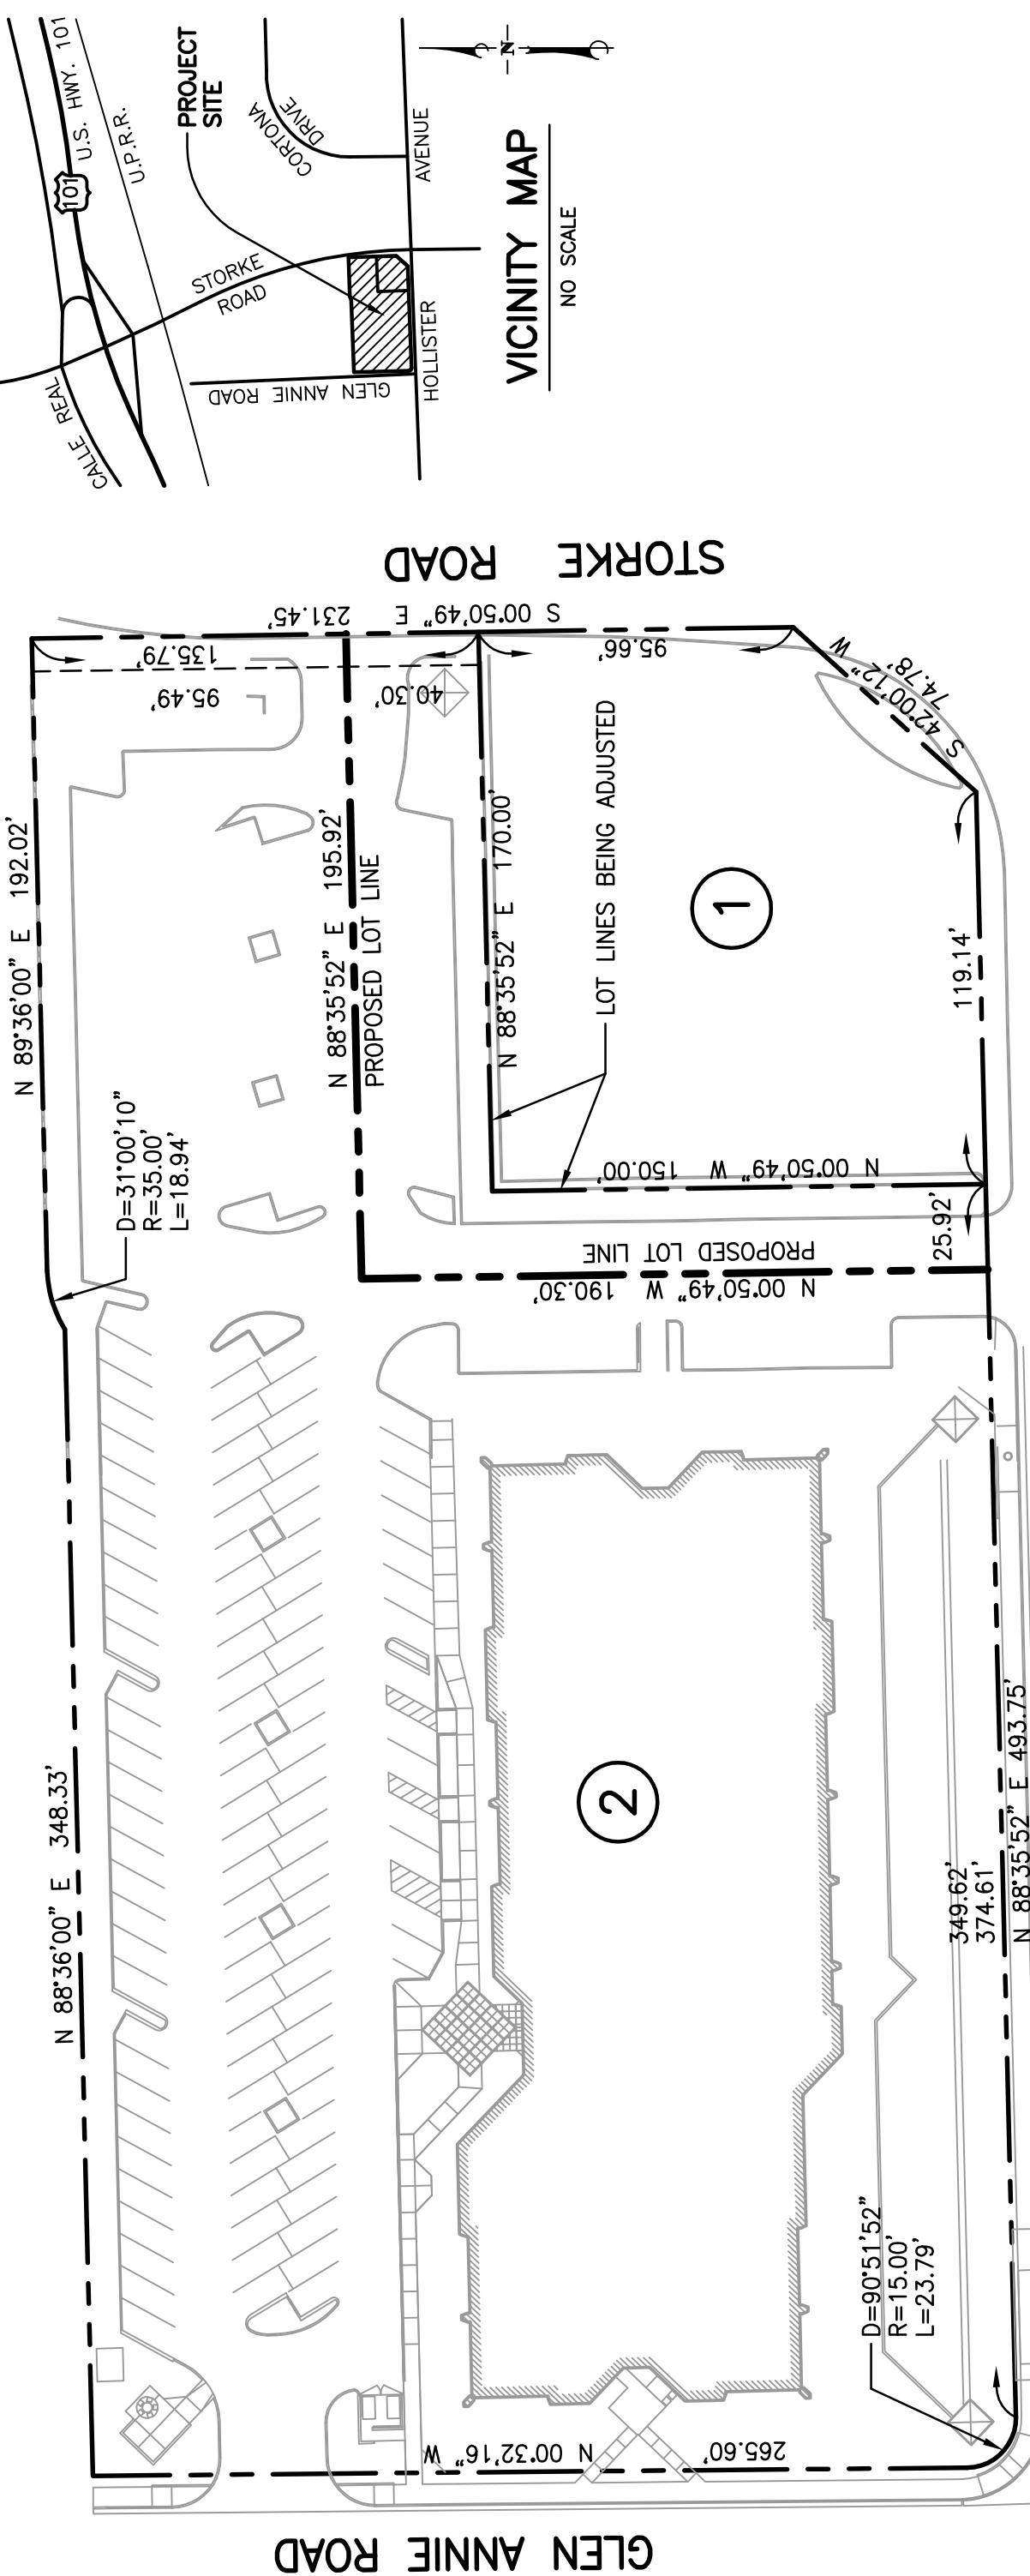 CALLE REAL
101
U.S. HWY. 101
U.P.R.R.
STORKE
ROAD
PROJECT
SITE
CORTONA
DRIVE
GLEN ANNIE ROAD
HOLLISTER
AVENUE
N
VICINITY MAP
NO SCALE
STORKE ROAD
S 00°50'49" E 231.45'
135.79'
95.49'
40.30'
95.66'
S 42°00'12" W
74.78'
N 89°36'00" E 192.02'
D=31°00'10"
R=35.00'
L=18.94'
N 88°35'52" E 195.92'
PROPOSED LOT LINE
N 88°35'52" E 170.00'
LOT LINES BEING ADJUSTED
1
119.14'
N 00°50'49" W 150.00'
25.92'
PROPOSED LOT LINE
N 00°50'49" W 190.30'
N 88°36'00" E 348.33'
2
349.62'
374.61'
N 88°35'52" E 493.75'
D=90°51'52"
R=15.00'
L=23.79'
N 00°32'16" W 265.60'
GLEN ANNIE ROAD